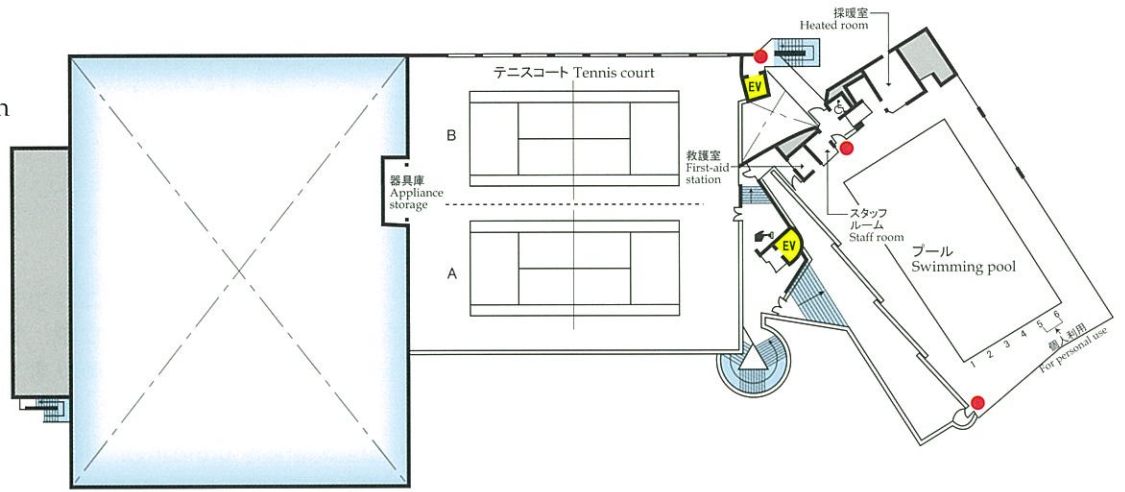 採暖室
Heated room
テニスコート Tennis court
EV
B
救護室
First-aid
station
器具庫
Appliance
storage
スタッフ
ルーム
Staff room
EV
プール
Swimming pool
A
1 2 3 4 5 6
個人利用
For personal use